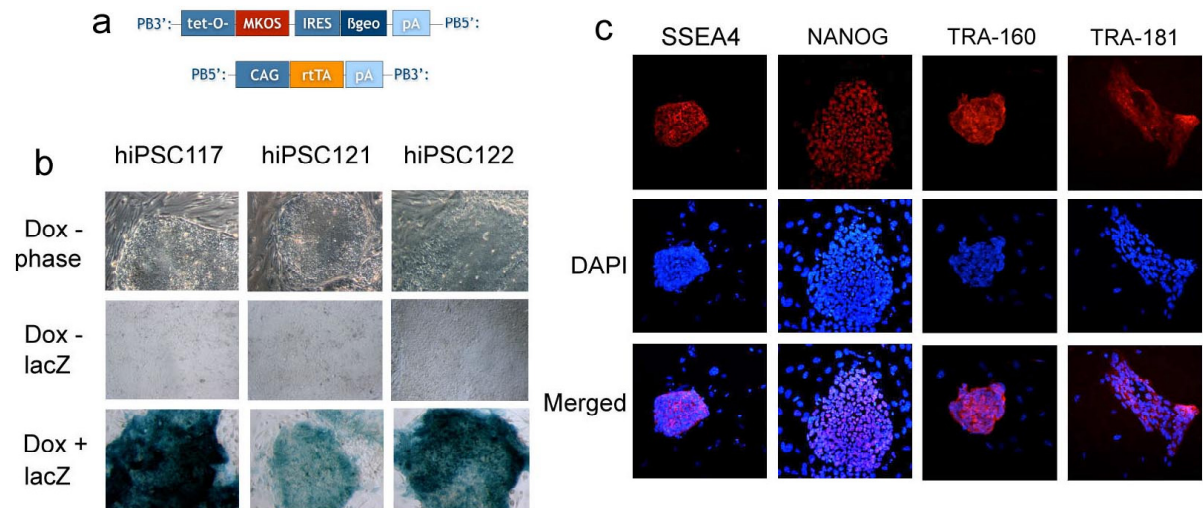 a
PB3': tet-O- MKOS IRES ßgeo pA PB5':
PB5': CAG rtTA pA PB3':
b
hiPSC117 hiPSC121 hiPSC122
Dox -
phase
Dox -
lacZ
Dox +
lacZ
c
SSEA4 NANOG TRA-160 TRA-181
DAPI
Merged